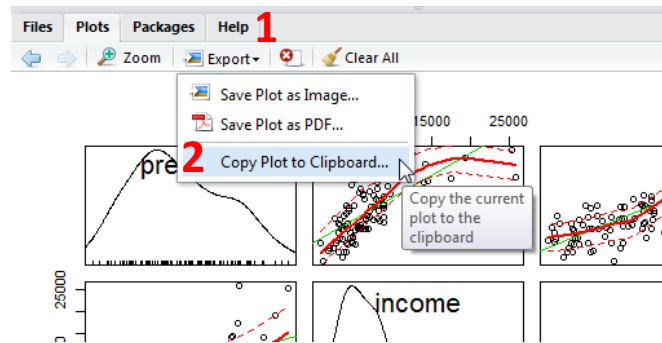 Files Plots Packages Help 1
Zoom Export Clear All
Save Plot as Image...
Save Plot as PDF...
15000 25000
2 Copy Plot to Clipboard...
pre
Copy the current
plot to the
clipboard
25000
income